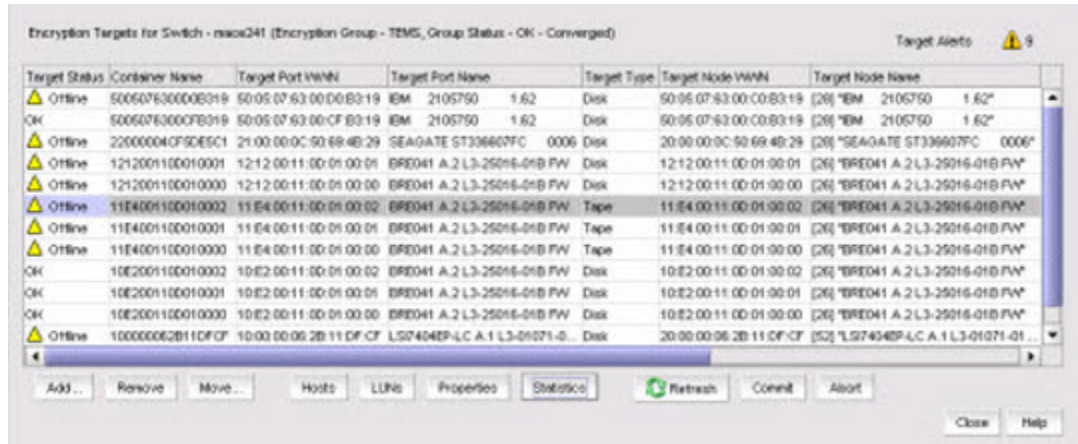 Encryption Targets for Switch - mace241 (Encryption Group - TEMS, Group Status - OK - Converged)
Target Alerts 9
Target Status Container Name Target Port WWN Target Port Name Target Type Target Node WWN Target Node Name
Offline 5005076300D0B319 50:05:07:63:00:D0:B3:19 IBM 2105750 1.62 Disk 50:05:07:63:00:C0:B3:19 [28] "IBM 2105750 1.62"
OK 5005076300CFB319 50:05:07:63:00:CF:B3:19 IBM 2105750 1.62 Disk 50:05:07:63:00:C0:B3:19 [28] "IBM 2105750 1.62"
Offline 22000004CF5DE5C1 21:00:00:0C:50:69:4B:29 SEAGATE ST336607FC 0006 Disk 20:00:00:0C:50:69:4B:29 [28] "SEAGATE ST336607FC 0006"
Offline 121200110D010001 12:12:00:11:0D:01:00:01 BRE041 A.2 L3-25016-01B FW Disk 12:12:00:11:0D:01:00:01 [26] "BRE041 A.2 L3-25016-01B FW"
Offline 121200110D010000 12:12:00:11:0D:01:00:00 BRE041 A.2 L3-25016-01B FW Disk 12:12:00:11:0D:01:00:00 [26] "BRE041 A.2 L3-25016-01B FW"
Offline 11E400110D010002 11:E4:00:11:0D:01:00:02 BRE041 A.2 L3-25016-01B FW Tape 11:E4:00:11:0D:01:00:02 [26] "BRE041 A.2 L3-25016-01B FW"
Offline 11E400110D010001 11:E4:00:11:0D:01:00:01 BRE041 A.2 L3-25016-01B FW Tape 11:E4:00:11:0D:01:00:01 [26] "BRE041 A.2 L3-25016-01B FW"
Offline 11E400110D010000 11:E4:00:11:0D:01:00:00 BRE041 A.2 L3-25016-01B FW Tape 11:E4:00:11:0D:01:00:00 [26] "BRE041 A.2 L3-25016-01B FW"
OK 10E200110D010002 10:E2:00:11:0D:01:00:02 BRE041 A.2 L3-25016-01B FW Disk 10:E2:00:11:0D:01:00:02 [26] "BRE041 A.2 L3-25016-01B FW"
OK 10E200110D010001 10:E2:00:11:0D:01:00:01 BRE041 A.2 L3-25016-01B FW Disk 10:E2:00:11:0D:01:00:01 [26] "BRE041 A.2 L3-25016-01B FW"
OK 10E200110D010000 10:E2:00:11:0D:01:00:00 BRE041 A.2 L3-25016-01B FW Disk 10:E2:00:11:0D:01:00:00 [26] "BRE041 A.2 L3-25016-01B FW"
Offline 100000062B11DFCF 10:00:00:06:2B:11:DF:CF LSI7404EP-LC A.1 L3-01071-0... Disk 20:00:00:06:2B:11:DF:CF [52] "LSI7404EP-LC A.1 L3-01071-01 ...
Add... Remove Move... Hosts LUNs Properties Statistics Refresh Commit Abort
Close Help